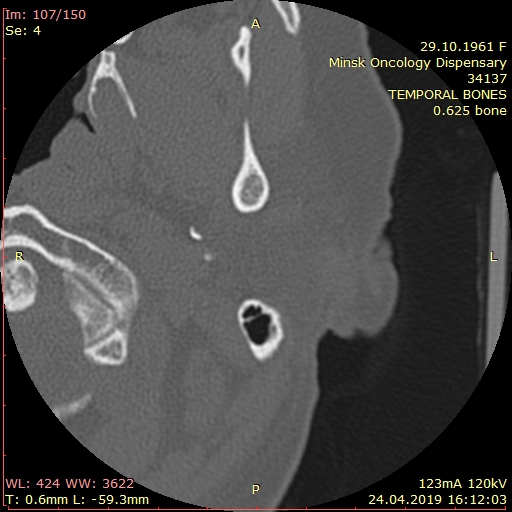 Im: 107/150
Se: 4
A
29.10.1961 F
Minsk Oncology Dispensary
34137
TEMPORAL BONES
0.625 bone
R
L
WL: 424 WW: 3622
T: 0.6mm L: -59.3mm
P
123mA 120kV
24.04.2019 16:12:03